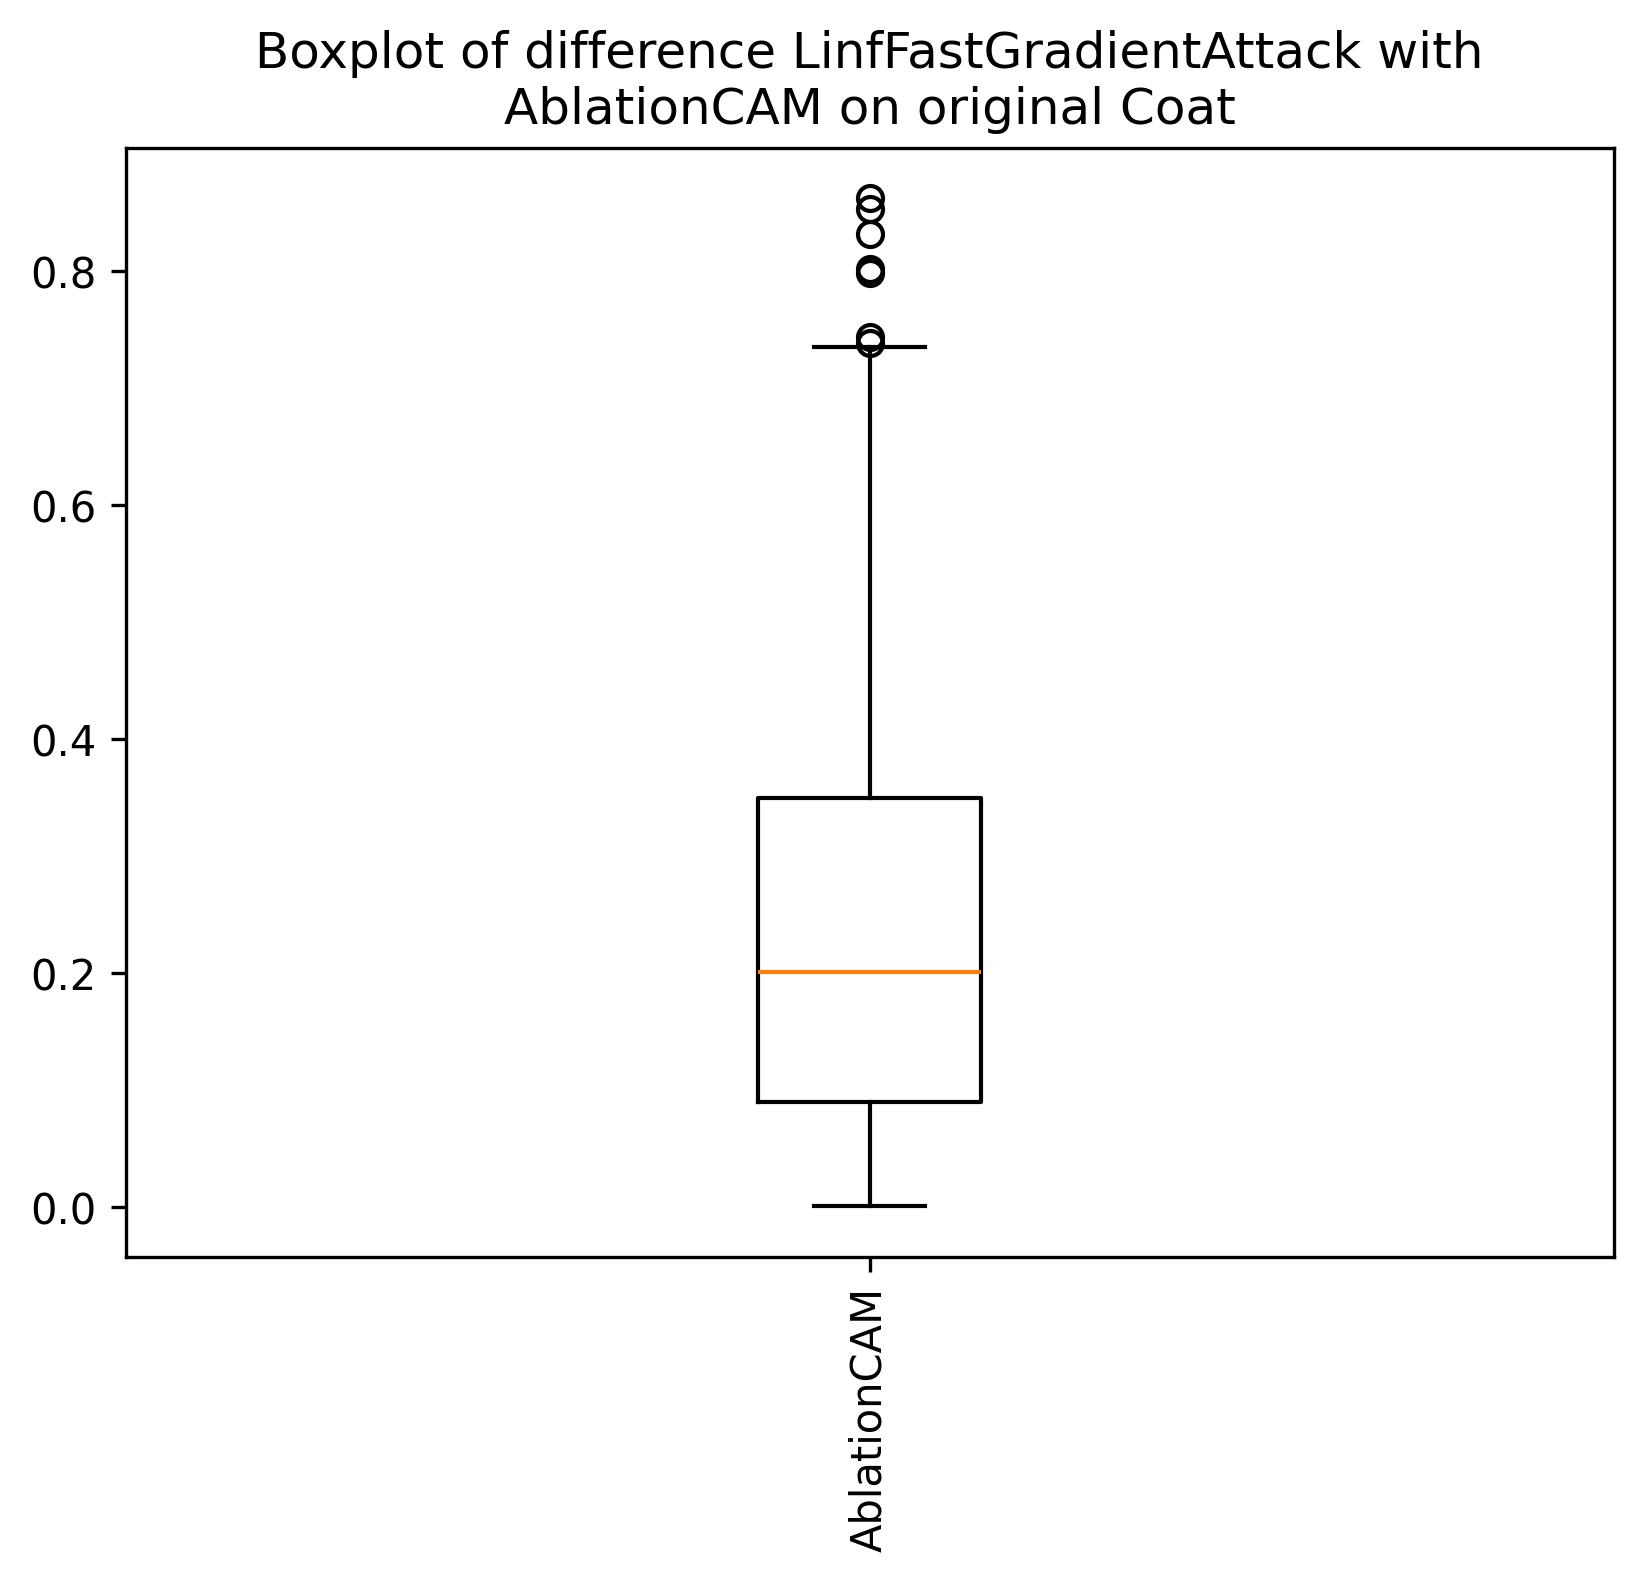 Boxplot of difference LinfFastGradientAttack with
AblationCAM on original Coat
0.8
0.6
0.4
0.2
0.0
AblationCAM